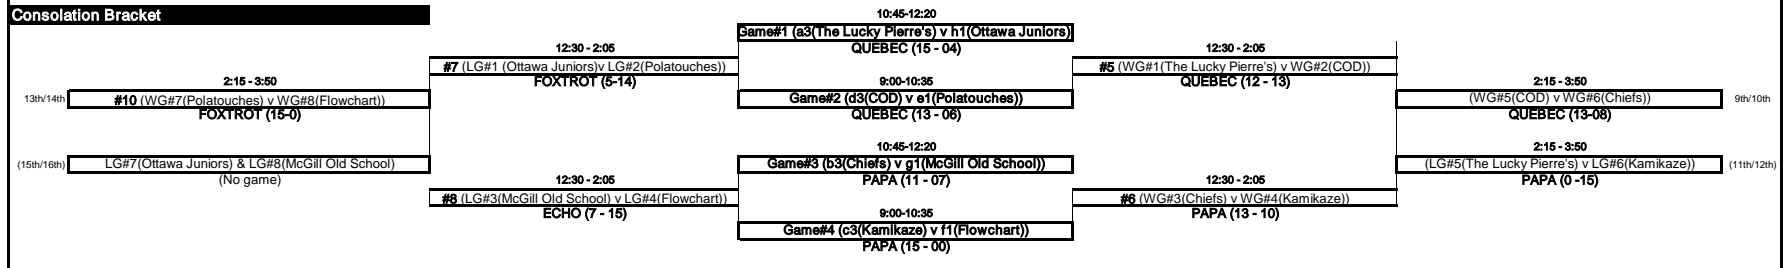 Consolation Bracket
10:45-12:20
Game#1 (a3(The Lucky Pierre's) v h1(Ottawa Juniors)
QUEBEC (15 - 04)
12:30 - 2:05
#7 (LG#1 (Ottawa Juniors)v LG#2(Polatouches))
FOXTROT (5-14)
12:30 - 2:05
#5 (WG#1(The Lucky Pierre's) v WG#2(COD))
QUEBEC (12 - 13)
2:15 - 3:50
13th/14th
#10 (WG#7(Polatouches) v WG#8(Flowchart))
FOXTROT (15-0)
9:00-10:35
Game#2 (d3(COD) v e1(Polatouches))
QUEBEC (13 - 06)
2:15 - 3:50
(WG#5(COD) v WG#6(Chiefs))
9th/10th
QUEBEC (13-08)
(15th/16th)
LG#7(Ottawa Juniors) & LG#8(McGill Old School)
(No game)
10:45-12:20
Game#3 (b3(Chiefs) v g1(McGill Old School))
PAPA (11 - 07)
2:15 - 3:50
(LG#5(The Lucky Pierre's) v LG#6(Kamikaze))
(11th/12th)
PAPA (0 -15)
12:30 - 2:05
#8 (LG#3(McGill Old School) v LG#4(Flowchart))
ECHO (7 - 15)
12:30 - 2:05
#6 (WG#3(Chiefs) v WG#4(Kamikaze))
PAPA (13 - 10)
9:00-10:35
Game#4 (c3(Kamikaze) v f1(Flowchart))
PAPA (15 - 00)